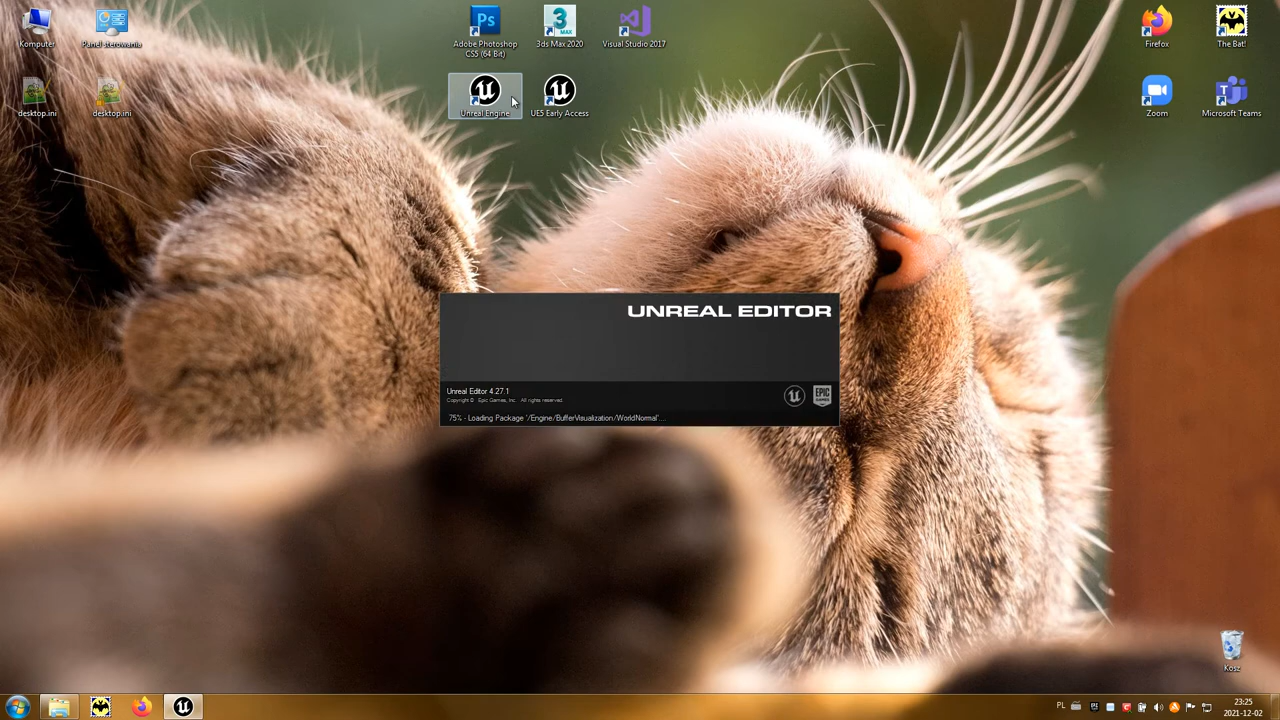 Komputer
Panel sterowania
Adobe Photoshop
CS5 (64 Bit)
3ds Max 2020
Visual Studio 2017
Firefox
The Bat!
desktop.ini
desktop.ini
Unreal Engine
UE5 Early Access
Zoom
Microsoft Teams
UNREAL EDITOR
Unreal Editor 4.27.1
Copyright © Epic Games, Inc. All rights reserved.
EPIC
GAMES
75% - Loading Package '/Engine/BufferVisualization/WorldNormal'...
Kosz
PL
23:25
2021-12-02